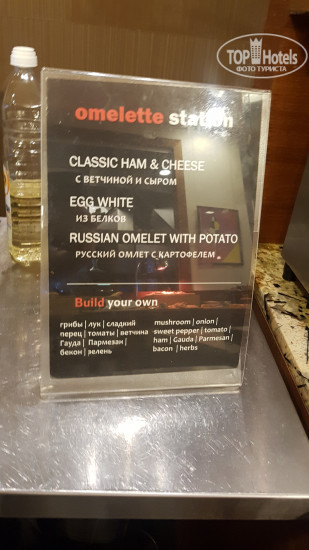 TOP Hotels
ФОТО ТУРИСТА
omelette station
CLASSIC HAM & CHEESE
С ВЕТЧИНОЙ И СЫРОМ
EGG WHITE
ИЗ БЕЛКОВ
RUSSIAN OMELET WITH POTATO
РУССКИЙ ОМЛЕТ С КАРТОФЕЛЕМ
Build your own
грибы | лук | сладкий
перец | томаты | ветчина
Гауда | Пармезан |
бекон | зелень
mushroom | onion |
sweet pepper | tomato |
ham | Gauda | Parmesan |
bacon | herbs